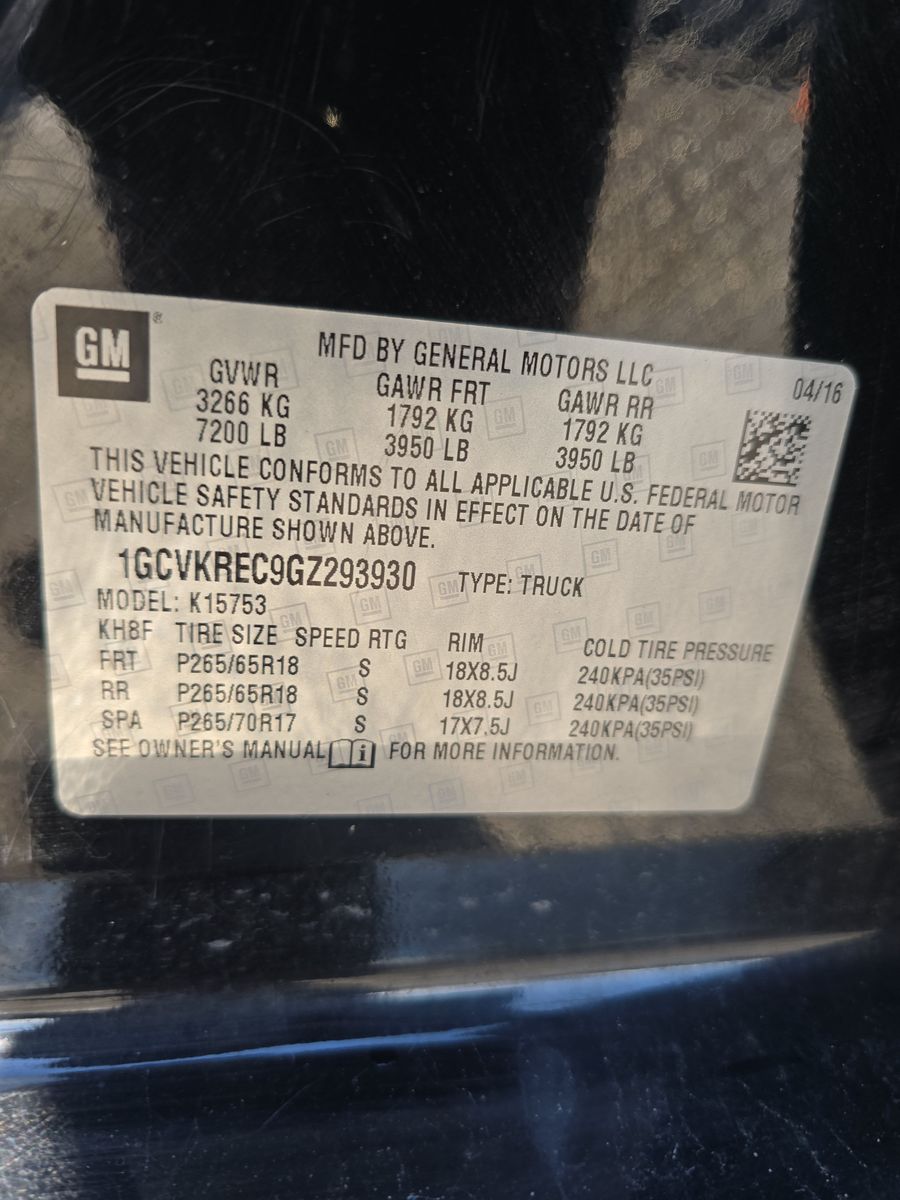 GM®
MFD BY GENERAL MOTORS LLC
04/16
GVWR GAWR FRT GAWR RR
3266 KG 1792 KG 1792 KG
7200 LB 3950 LB 3950 LB
THIS VEHICLE CONFORMS TO ALL APPLICABLE U.S. FEDERAL MOTOR
VEHICLE SAFETY STANDARDS IN EFFECT ON THE DATE OF
MANUFACTURE SHOWN ABOVE.
1GCVKREC9GZ293930 TYPE: TRUCK
MODEL: K15753
KH8F TIRE SIZE SPEED RTG RIM COLD TIRE PRESSURE
FRT P265/65R18 S 18X8.5J 240KPA(35PSI)
RR P265/65R18 S 18X8.5J 240KPA(35PSI)
SPA P265/70R17 S 17X7.5J 240KPA(35PSI)
SEE OWNER'S MANUAL i FOR MORE INFORMATION.